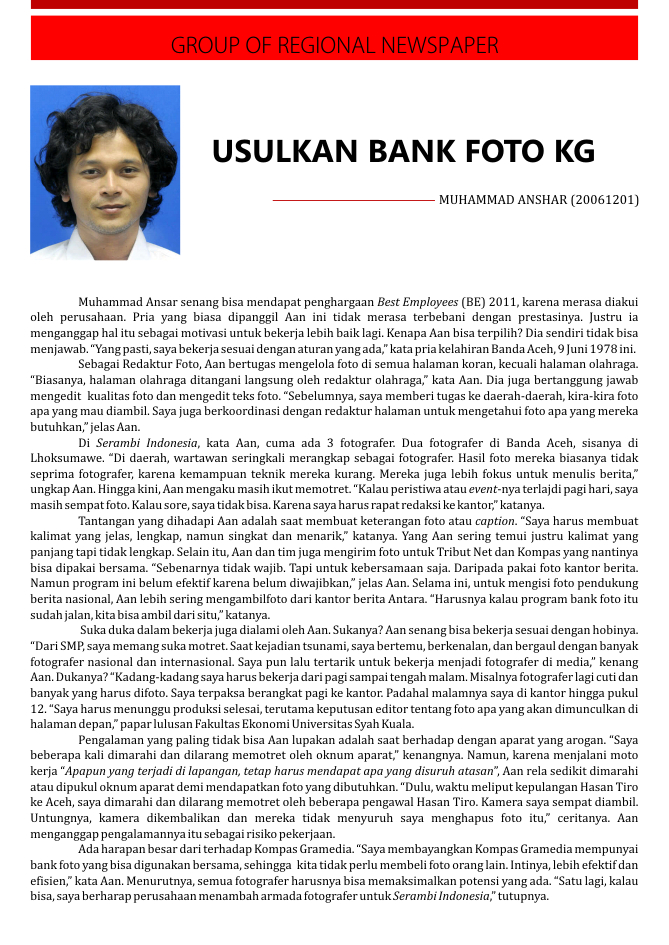 GROUP OF REGIONAL NEWSPAPER
USULKAN BANK FOTO KG
MUHAMMAD ANSHAR (20061201)
Muhammad Ansar senang bisa mendapat penghargaan Best Employees (BE) 2011, karena merasa diakui
oleh perusahaan. Pria yang biasa dipanggil Aan ini tidak merasa terbebani dengan prestasinya. Justru ia
menganggap hal itu sebagai motivasi untuk bekerja lebih baik lagi. Kenapa Aan bisa terpilih? Dia sendiri tidak bisa
menjawab. “Yang pasti, saya bekerja sesuai dengan aturan yang ada,” kata pria kelahiran Banda Aceh, 9 Juni 1978 ini.
Sebagai Redaktur Foto, Aan bertugas mengelola foto di semua halaman koran, kecuali halaman olahraga.
“Biasanya, halaman olahraga ditangani langsung oleh redaktur olahraga,” kata Aan. Dia juga bertanggung jawab
mengedit kualitas foto dan mengedit teks foto. “Sebelumnya, saya memberi tugas ke daerah-daerah, kira-kira foto
apa yang mau diambil. Saya juga berkoordinasi dengan redaktur halaman untuk mengetahui foto apa yang mereka
butuhkan,” jelas Aan.
Di Serambi Indonesia, kata Aan, cuma ada 3 fotografer. Dua fotografer di Banda Aceh, sisanya di
Lhoksumawe. “Di daerah, wartawan seringkali merangkap sebagai fotografer. Hasil foto mereka biasanya tidak
seprima fotografer, karena kemampuan teknik mereka kurang. Mereka juga lebih fokus untuk menulis berita,”
ungkap Aan. Hingga kini, Aan mengaku masih ikut memotret. “Kalau peristiwa atau event-nya terlajdi pagi hari, saya
masih sempat foto. Kalau sore, saya tidak bisa. Karena saya harus rapat redaksi ke kantor,” katanya.
Tantangan yang dihadapi Aan adalah saat membuat keterangan foto atau caption. “Saya harus membuat
kalimat yang jelas, lengkap, namun singkat dan menarik,” katanya. Yang Aan sering temui justru kalimat yang
panjang tapi tidak lengkap. Selain itu, Aan dan tim juga mengirim foto untuk Tribut Net dan Kompas yang nantinya
bisa dipakai bersama. “Sebenarnya tidak wajib. Tapi untuk kebersamaan saja. Daripada pakai foto kantor berita.
Namun program ini belum efektif karena belum diwajibkan,” jelas Aan. Selama ini, untuk mengisi foto pendukung
berita nasional, Aan lebih sering mengambilfoto dari kantor berita Antara. “Harusnya kalau program bank foto itu
sudah jalan, kita bisa ambil dari situ,” katanya.
Suka duka dalam bekerja juga dialami oleh Aan. Sukanya? Aan senang bisa bekerja sesuai dengan hobinya.
“Dari SMP, saya memang suka motret. Saat kejadian tsunami, saya bertemu, berkenalan, dan bergaul dengan banyak
fotografer nasional dan internasional. Saya pun lalu tertarik untuk bekerja menjadi fotografer di media,” kenang
Aan. Dukanya? “Kadang-kadang saya harus bekerja dari pagi sampai tengah malam. Misalnya fotografer lagi cuti dan
banyak yang harus difoto. Saya terpaksa berangkat pagi ke kantor. Padahal malamnya saya di kantor hingga pukul
12. “Saya harus menunggu produksi selesai, terutama keputusan editor tentang foto apa yang akan dimunculkan di
halaman depan,” papar lulusan Fakultas Ekonomi Universitas Syah Kuala.
Pengalaman yang paling tidak bisa Aan lupakan adalah saat berhadap dengan aparat yang arogan. “Saya
beberapa kali dimarahi dan dilarang memotret oleh oknum aparat,” kenangnya. Namun, karena menjalani moto
kerja “Apapun yang terjadi di lapangan, tetap harus mendapat apa yang disuruh atasan”, Aan rela sedikit dimarahi
atau dipukul oknum aparat demi mendapatkan foto yang dibutuhkan. “Dulu, waktu meliput kepulangan Hasan Tiro
ke Aceh, saya dimarahi dan dilarang memotret oleh beberapa pengawal Hasan Tiro. Kamera saya sempat diambil.
Untungnya, kamera dikembalikan dan mereka tidak menyuruh saya menghapus foto itu,” ceritanya. Aan
menganggap pengalamannya itu sebagai risiko pekerjaan.
Ada harapan besar dari terhadap Kompas Gramedia. “Saya membayangkan Kompas Gramedia mempunyai
bank foto yang bisa digunakan bersama, sehingga kita tidak perlu membeli foto orang lain. Intinya, lebih efektif dan
efisien,” kata Aan. Menurutnya, semua fotografer harusnya bisa memaksimalkan potensi yang ada. “Satu lagi, kalau
bisa, saya berharap perusahaan menambah armada fotografer untuk Serambi Indonesia,” tutupnya.